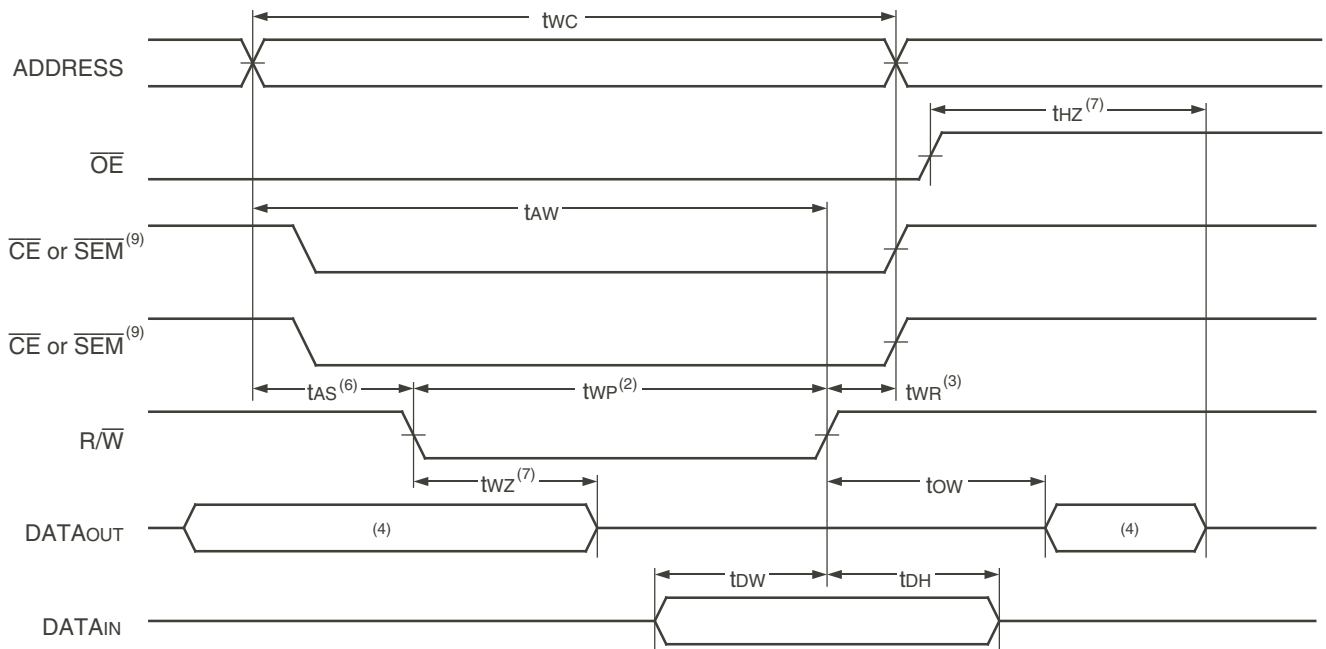 tWC
ADDRESS
tHZ(7)
OE
tAW
CE or SEM(9)
CE or SEM(9)
tAS(6)
tWP(2)
tWR(3)
R/W
tWZ(7)
tOW
DATAOUT
(4)
(4)
tDW
tDH
DATAIN